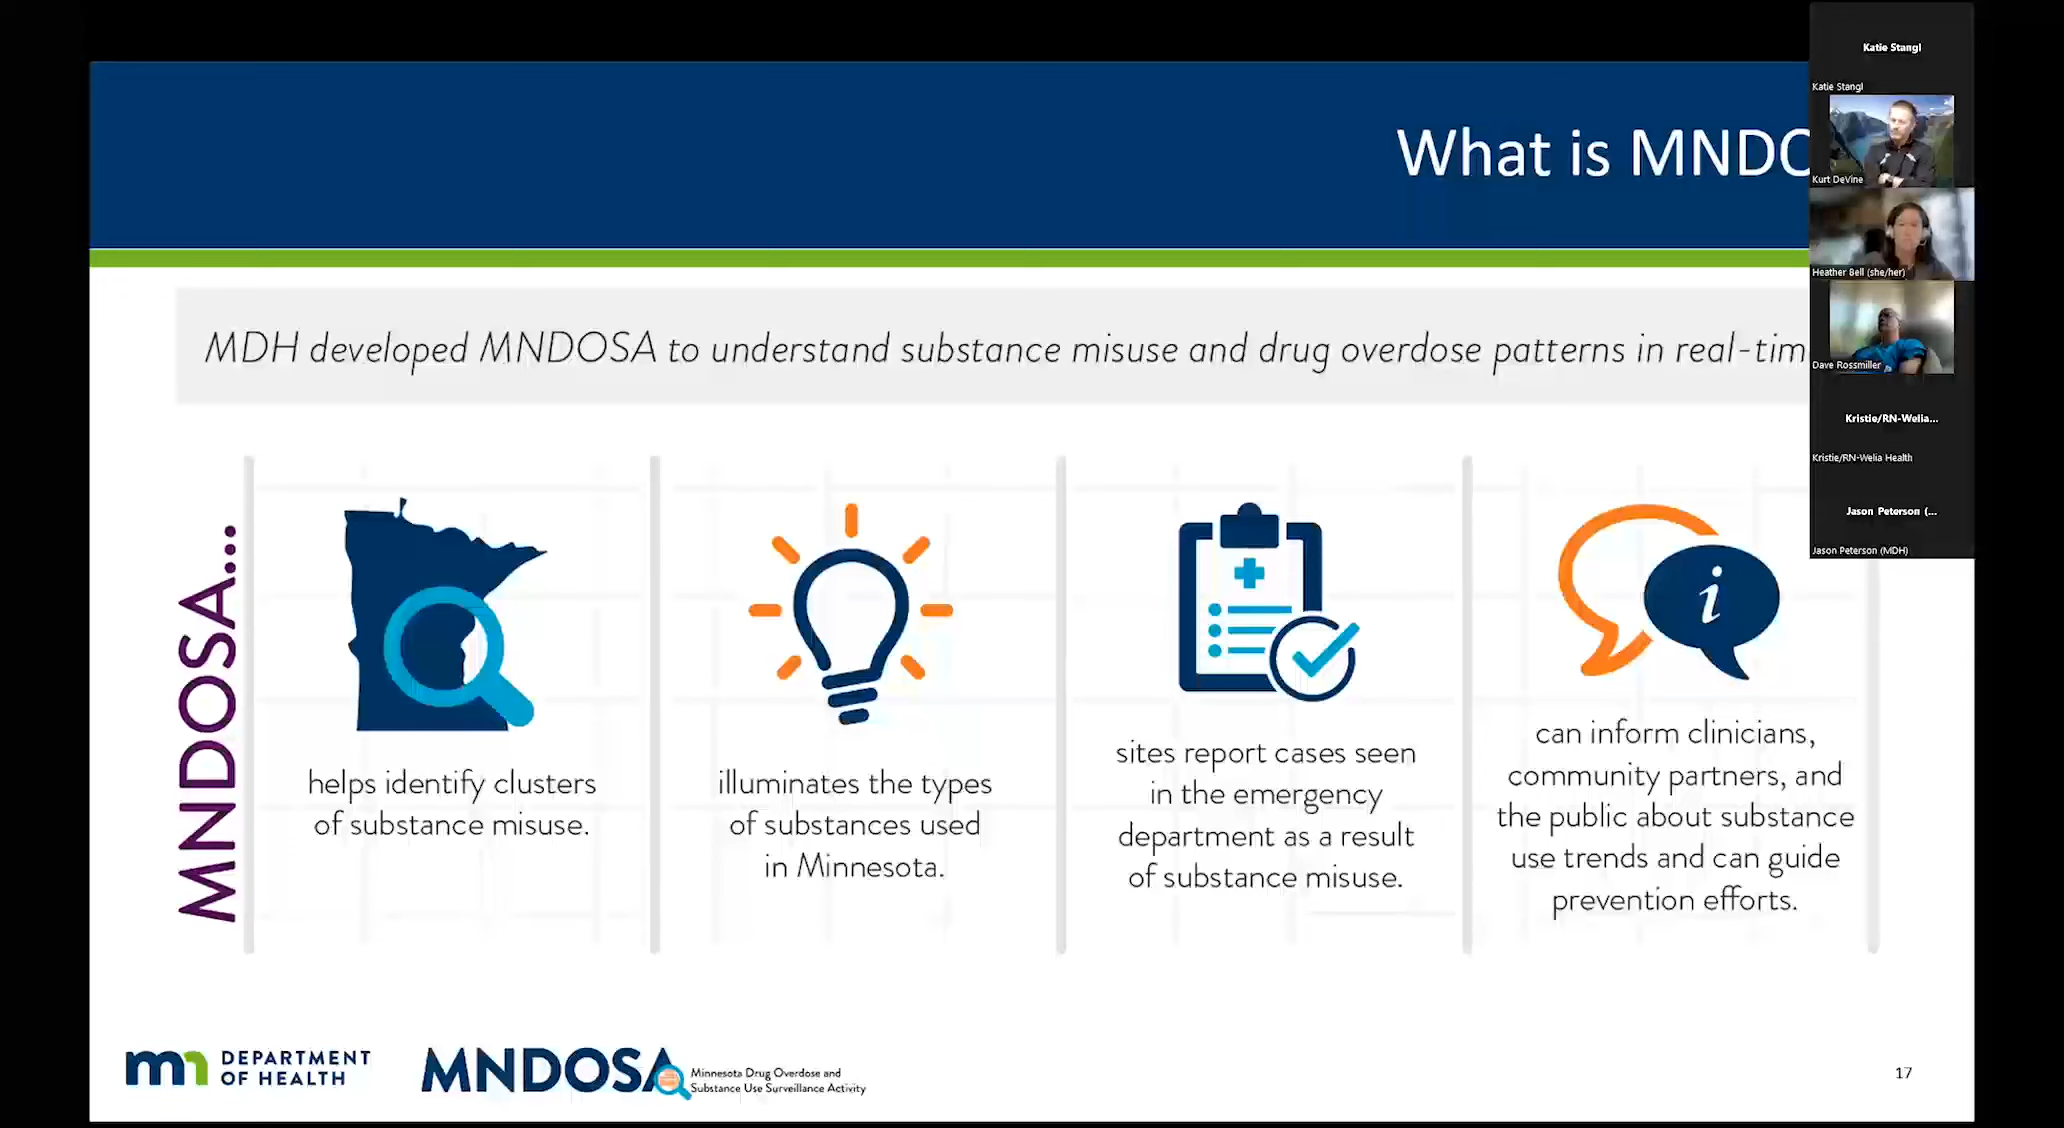 What is MNDO
MDH developed MNDOSA to understand substance misuse and drug overdose patterns in real-tim
MNDOSA...
helps identify clusters
of substance misuse.
illuminates the types
of substances used
in Minnesota.
sites report cases seen
in the emergency
department as a result
of substance misuse.
can inform clinicians,
community partners, and
the public about substance
use trends and can guide
prevention efforts.
i
mn DEPARTMENT
OF HEALTH
MNDOSA
Minnesota Drug Overdose and
Substance Use Surveillance Activity
17
Katie Stangl
Katie Stangl
Kurt DeVine
Heather Bell (she/her)
Dave Rossmiller
Kristie/RN-Welia...
Kristie/RN-Welia Health
Jason Peterson (...
Jason Peterson (MDH)